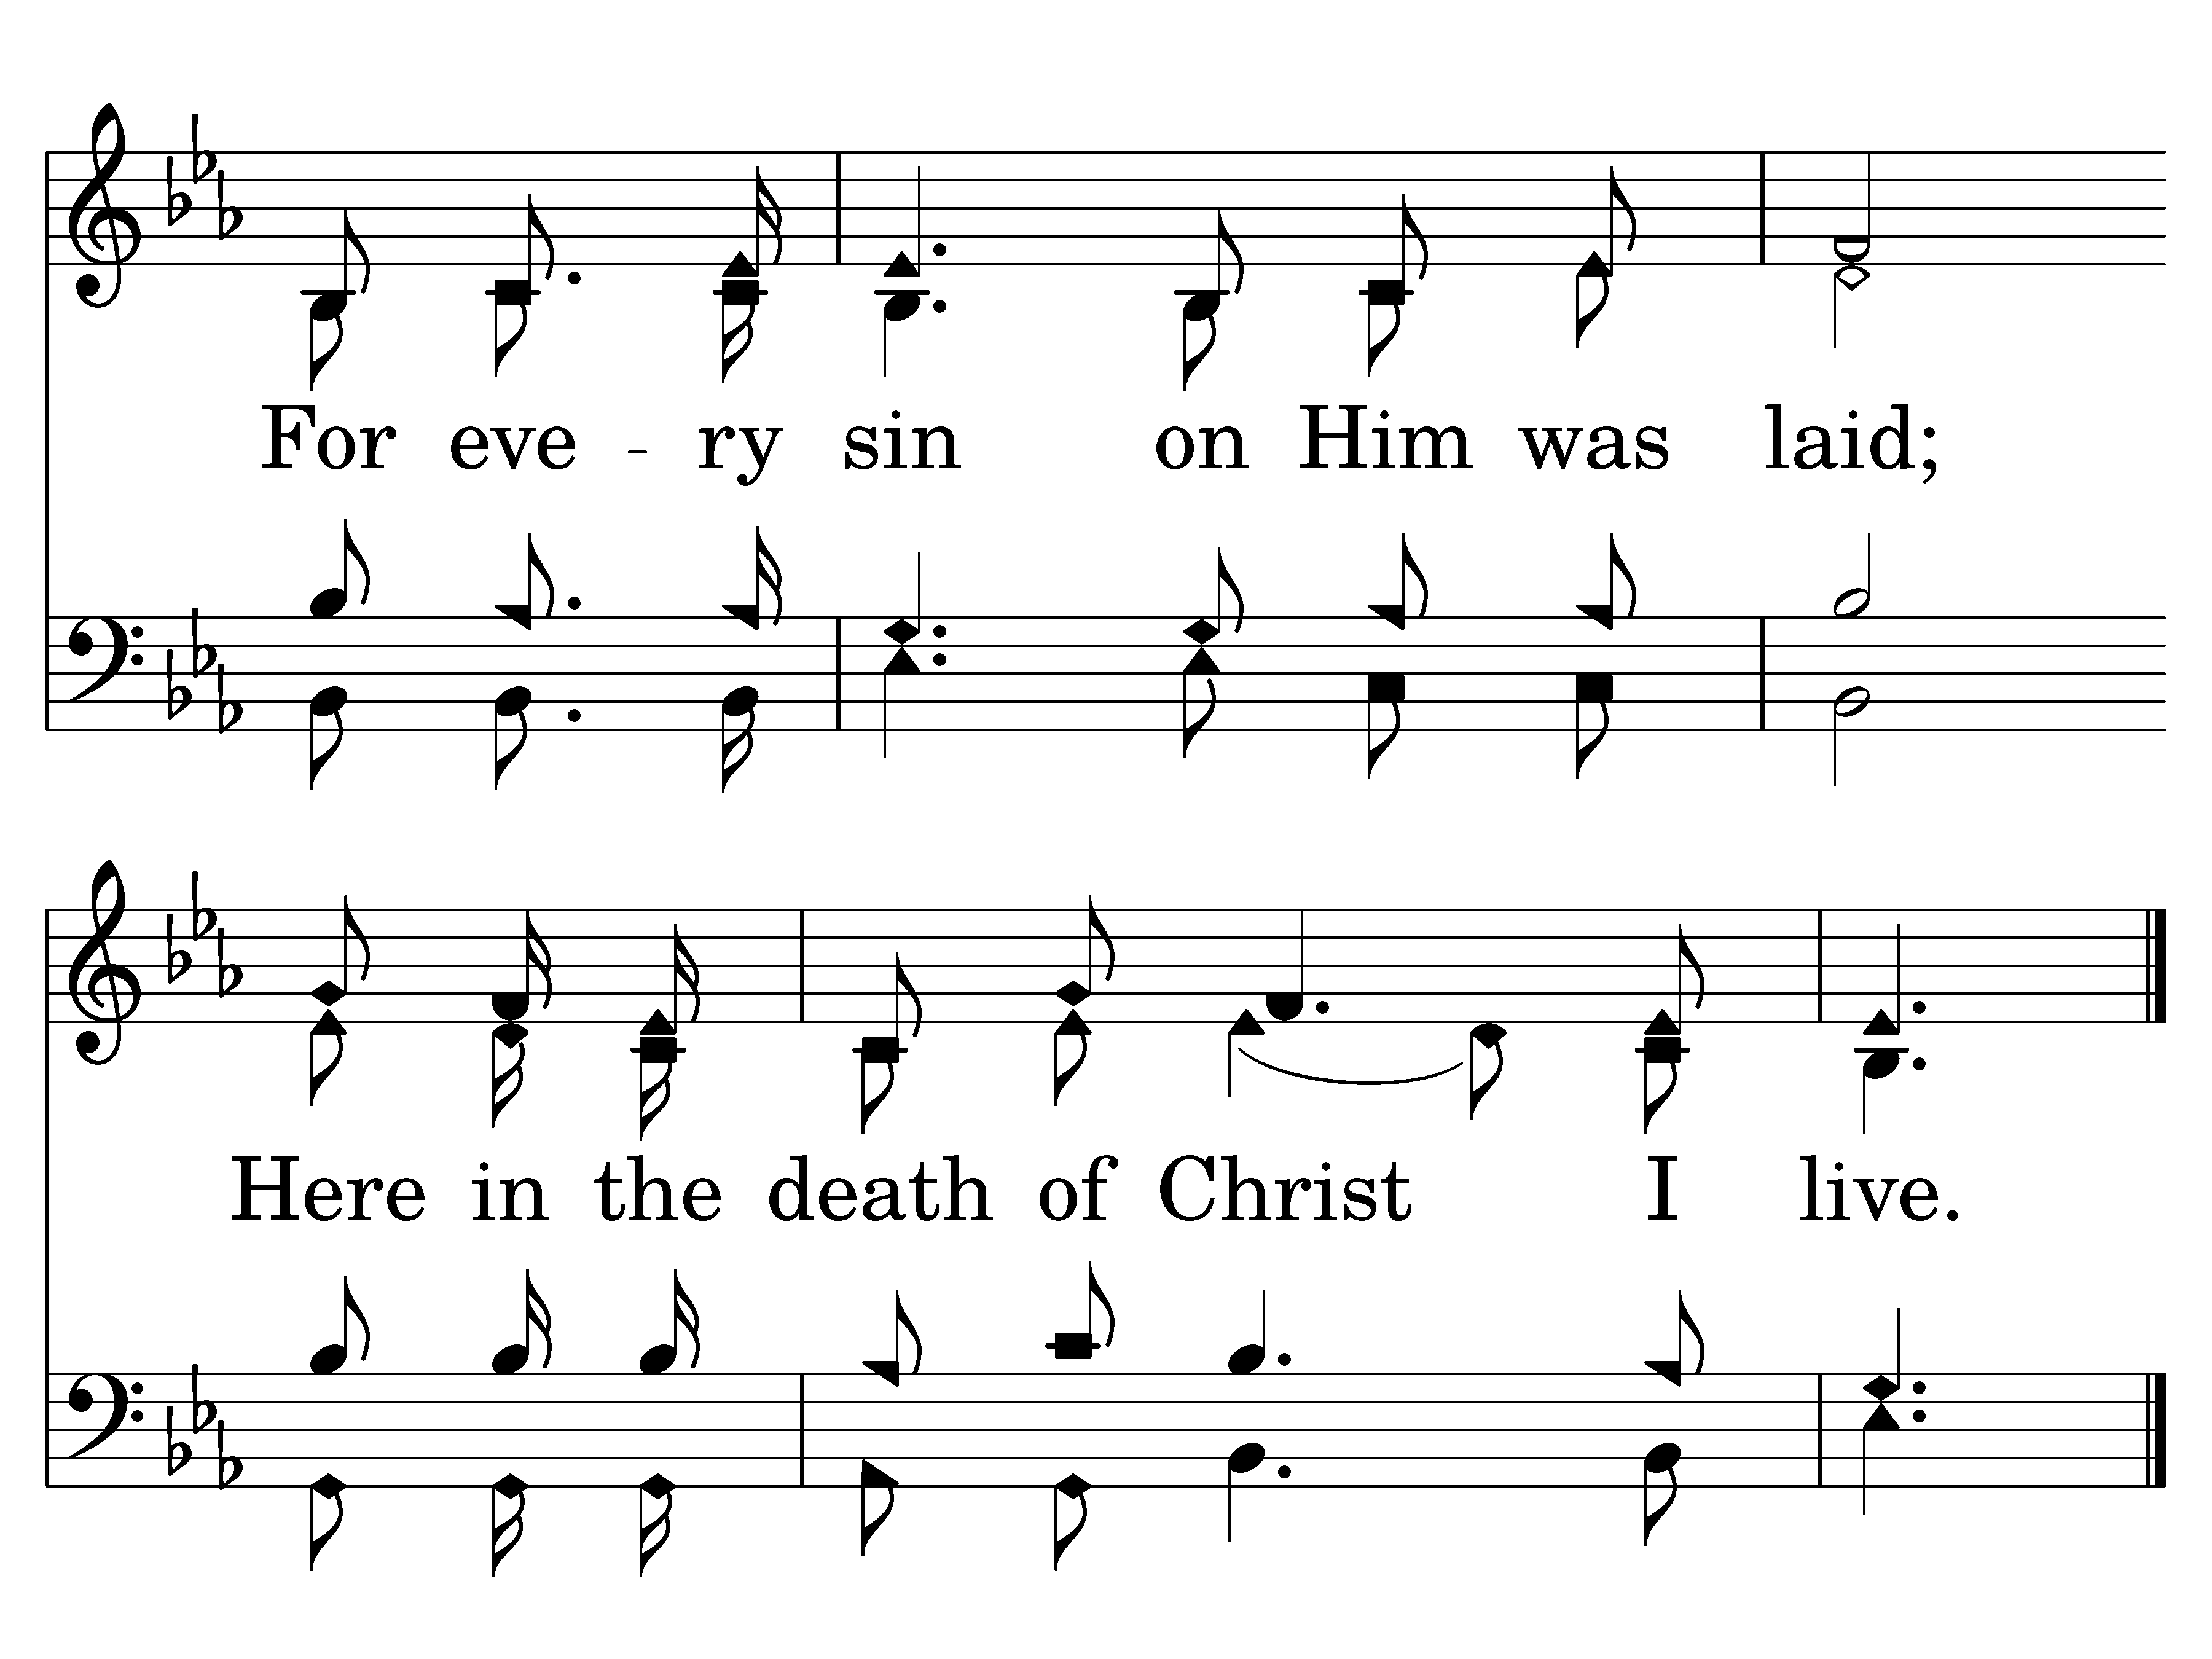 For eve - ry sin on Him was laid;
Here in the death of Christ I live.